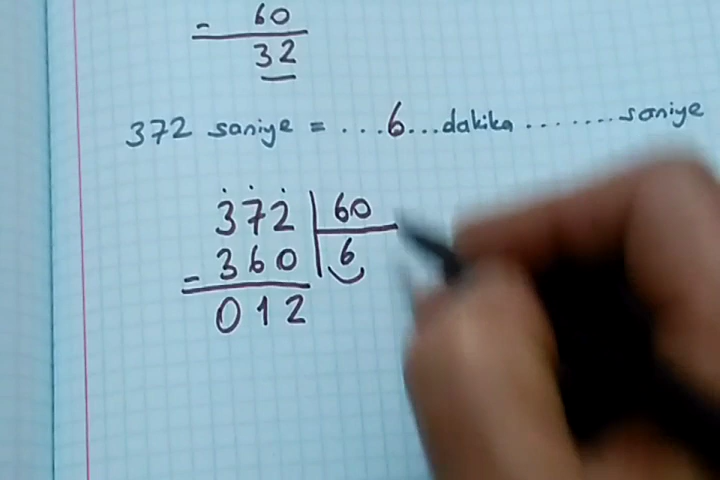 - 60
32
372 saniye = ...6...dakika ........saniye
372 60
- 360 6
012